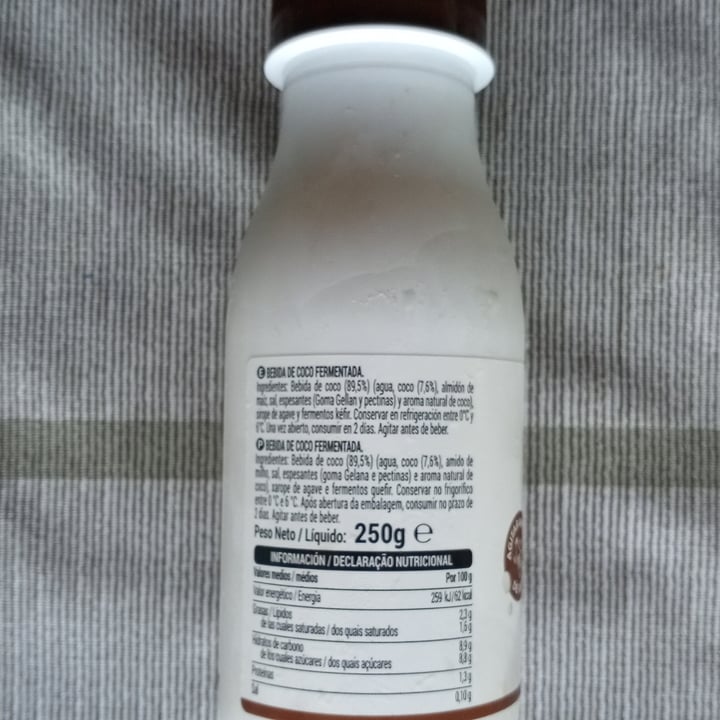 E BEBIDA DE COCO FERMENTADA.
Ingredientes: Bebida de coco (89,5%) (agua, coco (7,6%), almidón de
maíz, sal, espesantes (Goma Gellan y pectinas) y aroma natural de coco),
sirope de agave y fermentos kéfir. Conservar en refrigeración entre 0°C y
6°C. Una vez abierto, consumir en 2 días. Agitar antes de beber.
P BEBIDA DE COCO FERMENTADA.
Ingredientes: Bebida de coco (89,5%) (agua, coco (7,6%), amido de
milho, sal, espesantes (goma Gelana e pectinas) e aroma natural de
coco), xarope de agave e fermentos quefir. Conservar no frigorífico
entre 0 °C e 6 °C. Após abertura da embalagem, consumir no prazo de
2 dias. Agitar antes de beber.
Peso Neto / Líquido: 250g ℮
INFORMACIÓN / DECLARAÇÃO NUTRICIONAL
Valores medios / médios Por 100 g
Valor energético / Energia 259 kJ/62 kcal
Grasas / Lípidos 2,3 g
de las cuales saturadas / dos quais saturados 1,6 g
Hidratos de carbono 8,9 g
de los cuales azúcares / dos quais açúcares 8,8 g
Proteínas 1,3 g
Sal 0,10 g